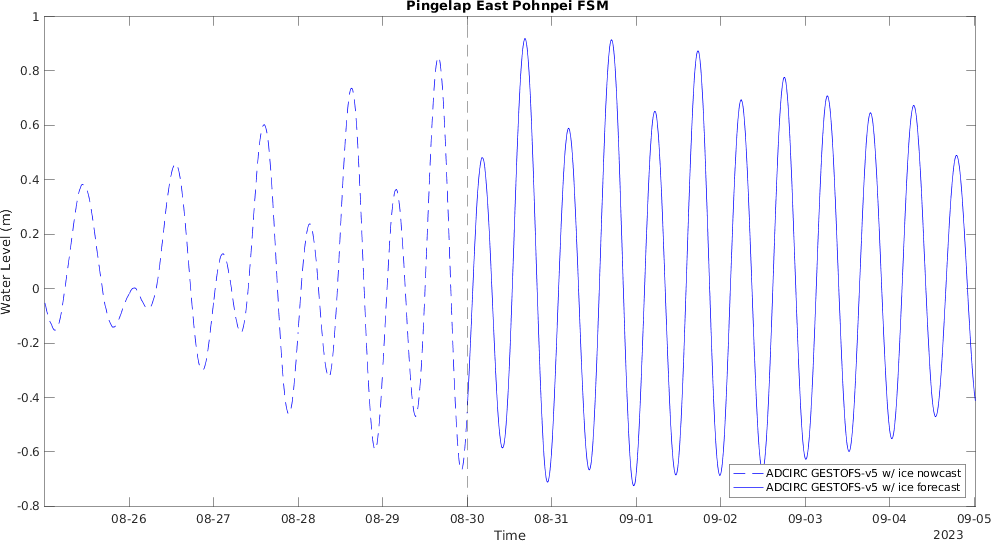 Pingelap East Pohnpei FSM
Water Level (m)
1
0.8
0.6
0.4
0.2
0
-0.2
-0.4
-0.6
-0.8
ADCIRC GESTOFS-v5 w/ ice nowcast
ADCIRC GESTOFS-v5 w/ ice forecast
08-26 08-27 08-28 08-29 08-30 08-31 09-01 09-02 09-03 09-04 09-05
Time
2023